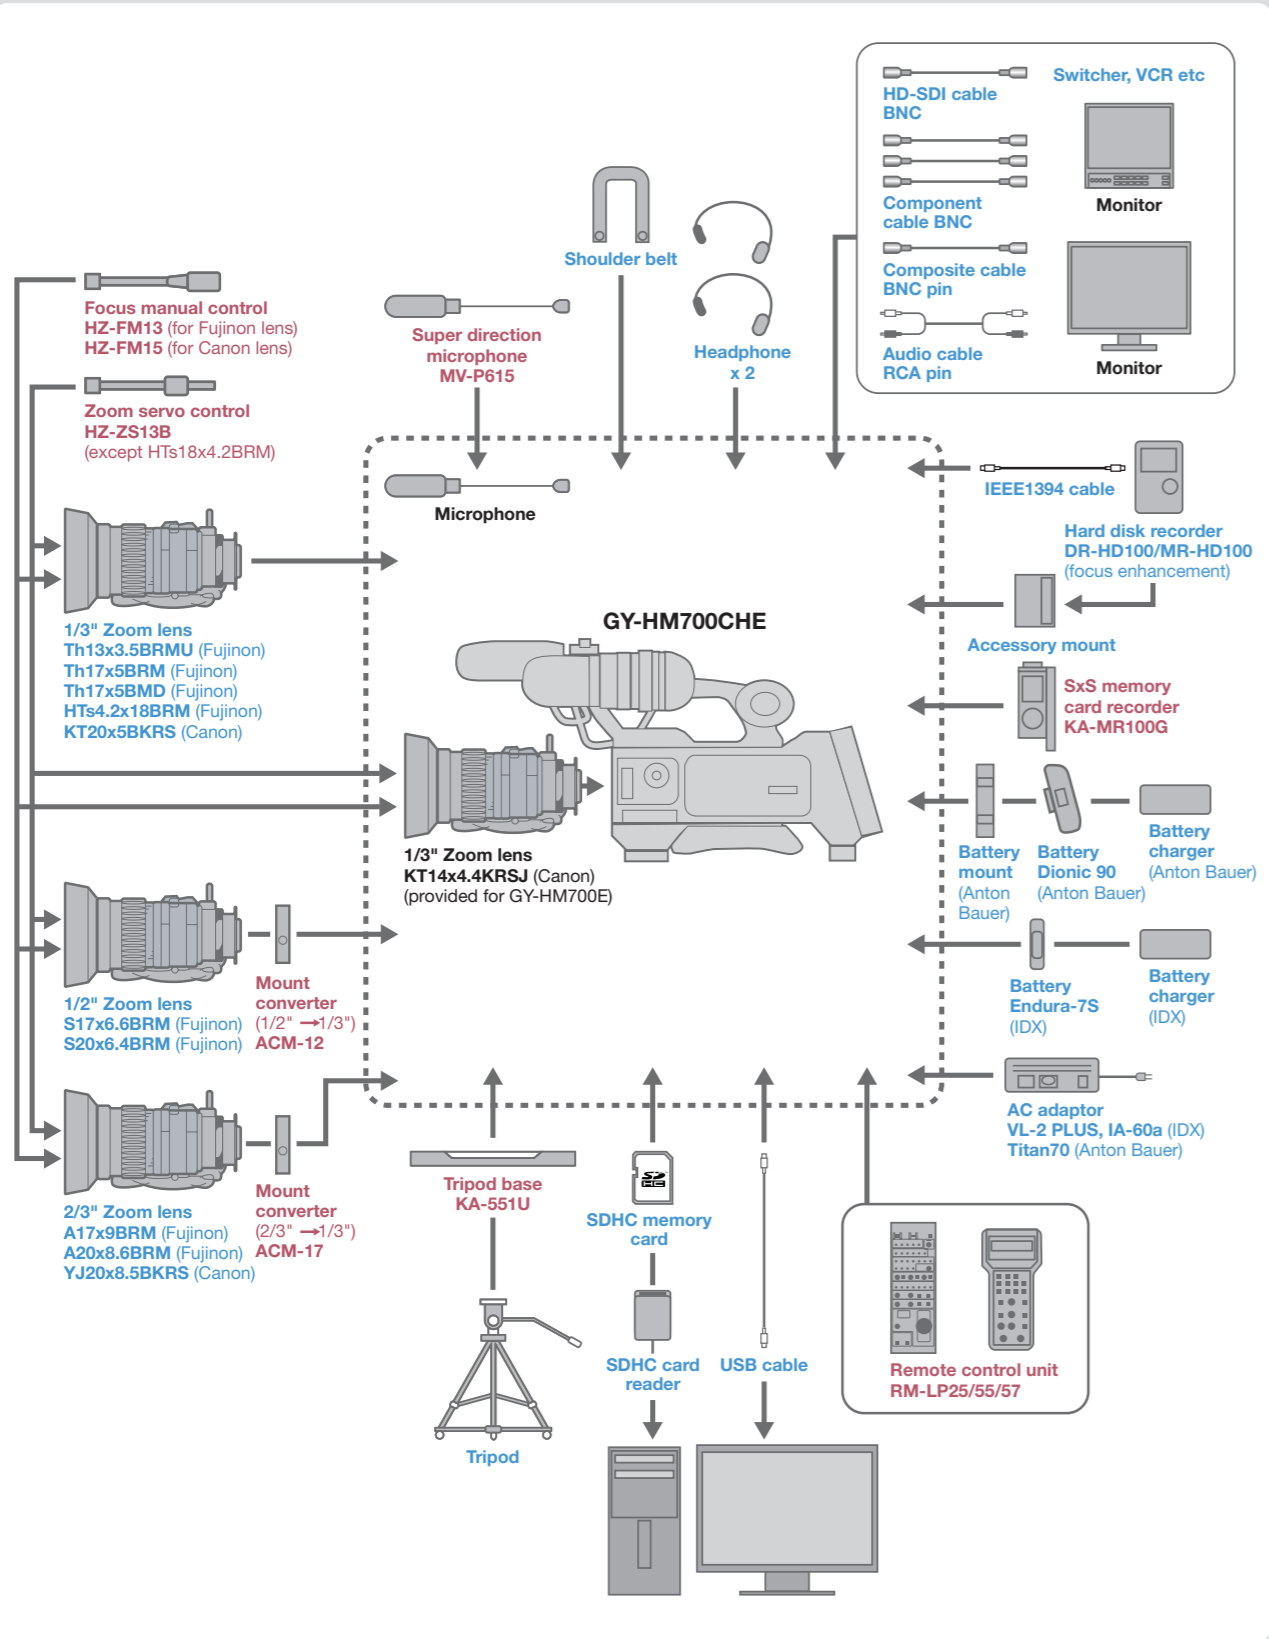 HD-SDI cable
BNC
Switcher, VCR etc
Component
cable BNC
Monitor
Composite cable
BNC pin
Audio cable
RCA pin
Monitor
Shoulder belt
Headphone
x 2
Super direction
microphone
MV-P615
Focus manual control
HZ-FM13 (for Fujinon lens)
HZ-FM15 (for Canon lens)
Zoom servo control
HZ-ZS13B
(except HTs18x4.2BRM)
Microphone
IEEE1394 cable
Hard disk recorder
DR-HD100/MR-HD100
(focus enhancement)
Accessory mount
SxS memory
card recorder
KA-MR100G
1/3" Zoom lens
Th13x3.5BRMU (Fujinon)
Th17x5BRM (Fujinon)
Th17x5BMD (Fujinon)
HTs4.2x18BRM (Fujinon)
KT20x5BKRS (Canon)
GY-HM700CHE
1/3" Zoom lens
KT14x4.4KRSJ (Canon)
(provided for GY-HM700E)
Battery
mount
(Anton
Bauer)
Battery
Dionic 90
(Anton Bauer)
Battery
charger
(Anton Bauer)
Battery
Endura-7S
(IDX)
Battery
charger
(IDX)
AC adaptor
VL-2 PLUS, IA-60a (IDX)
Titan70 (Anton Bauer)
1/2" Zoom lens
S17x6.6BRM (Fujinon)
S20x6.4BRM (Fujinon)
Mount
converter
(1/2" →1/3")
ACM-12
2/3" Zoom lens
A17x9BRM (Fujinon)
A20x8.6BRM (Fujinon)
YJ20x8.5BKRS (Canon)
Mount
converter
(2/3" →1/3")
ACM-17
Tripod base
KA-551U
Tripod
SD
HC
SDHC memory
card
SDHC card
reader
USB cable
Remote control unit
RM-LP25/55/57